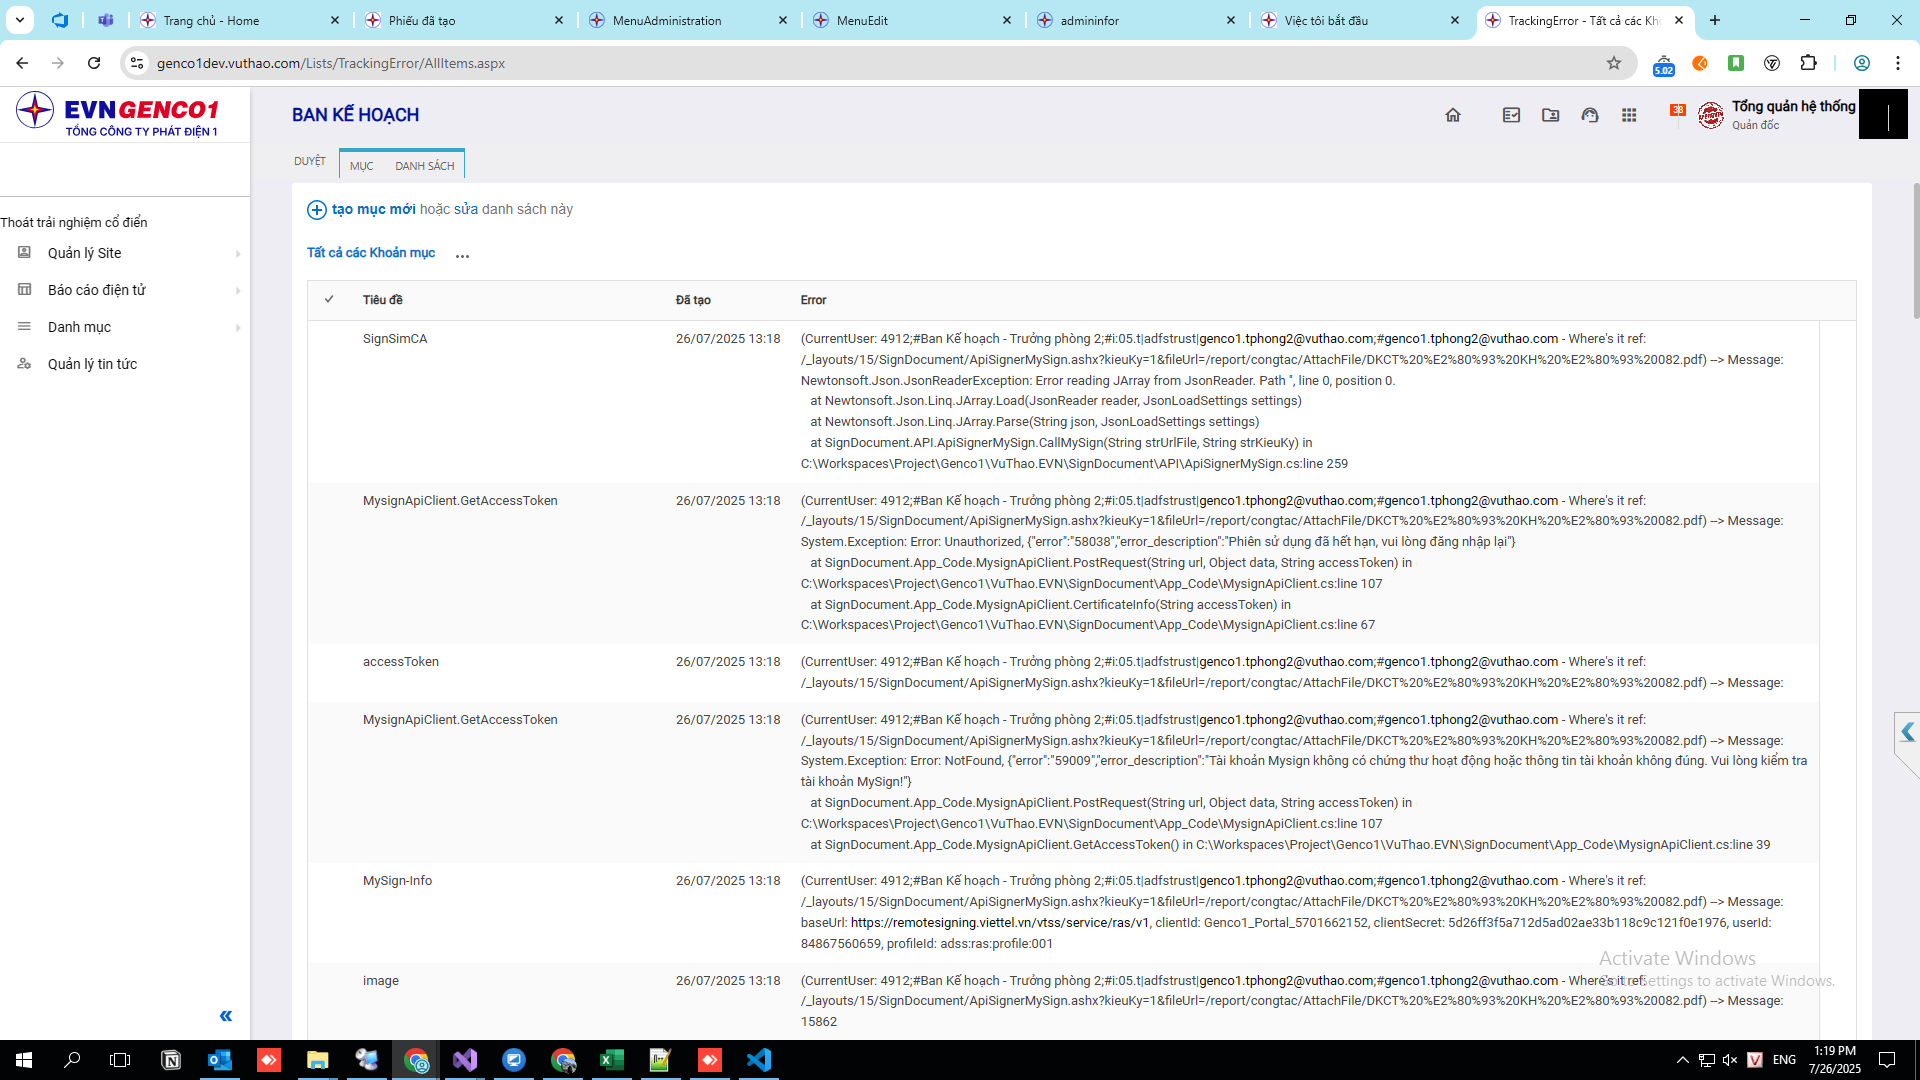 Trang chủ - Home
Phiếu đã tạo
MenuAdministration
MenuEdit
admininfor
Việc tôi bắt đầu
TrackingError - Tất cả các Kh
genco1dev.vuthao.com/Lists/TrackingError/AllItems.aspx
5.02
EVNGENCO1
TỔNG CÔNG TY PHÁT ĐIỆN 1
BAN KẾ HOẠCH
38
Tổng quản hệ thống
Quản đốc
DUYỆT
MỤC
DANH SÁCH
Thoát trải nghiệm cổ điển
Quản lý Site
Báo cáo điện tử
Danh mục
Quản lý tin tức
tạo mục mới hoặc sửa danh sách này
Tất cả các Khoản mục ...
Tiêu đề
Đã tạo
Error
SignSimCA
26/07/2025 13:18
(CurrentUser: 4912;#Ban Kế hoạch - Trưởng phòng 2;#i:05.t|adfstrust|genco1.tphong2@vuthao.com;#genco1.tphong2@vuthao.com - Where's it ref:
/_layouts/15/SignDocument/ApiSignerMySign.ashx?kieuKy=1&fileUrl=/report/congtac/AttachFile/DKCT%20%E2%80%93%20KH%20%E2%80%93%20082.pdf) --> Message:
Newtonsoft.Json.JsonReaderException: Error reading JArray from JsonReader. Path '', line 0, position 0.
at Newtonsoft.Json.Linq.JArray.Load(JsonReader reader, JsonLoadSettings settings)
at Newtonsoft.Json.Linq.JArray.Parse(String json, JsonLoadSettings settings)
at SignDocument.API.ApiSignerMySign.CallMySign(String strUrlFile, String strKieuKy) in
C:\Workspaces\Project\Genco1\VuThao.EVN\SignDocument\API\ApiSignerMySign.cs:line 259
MysignApiClient.GetAccessToken
26/07/2025 13:18
(CurrentUser: 4912;#Ban Kế hoạch - Trưởng phòng 2;#i:05.t|adfstrust|genco1.tphong2@vuthao.com;#genco1.tphong2@vuthao.com - Where's it ref:
/_layouts/15/SignDocument/ApiSignerMySign.ashx?kieuKy=1&fileUrl=/report/congtac/AttachFile/DKCT%20%E2%80%93%20KH%20%E2%80%93%20082.pdf) --> Message:
System.Exception: Error: Unauthorized, {"error":"58038","error_description":"Phiên sử dụng đã hết hạn, vui lòng đăng nhập lại"}
at SignDocument.App_Code.MysignApiClient.PostRequest(String url, Object data, String accessToken) in
C:\Workspaces\Project\Genco1\VuThao.EVN\SignDocument\App_Code\MysignApiClient.cs:line 107
at SignDocument.App_Code.MysignApiClient.CertificateInfo(String accessToken) in
C:\Workspaces\Project\Genco1\VuThao.EVN\SignDocument\App_Code\MysignApiClient.cs:line 67
accessToken
26/07/2025 13:18
(CurrentUser: 4912;#Ban Kế hoạch - Trưởng phòng 2;#i:05.t|adfstrust|genco1.tphong2@vuthao.com;#genco1.tphong2@vuthao.com - Where's it ref:
/_layouts/15/SignDocument/ApiSignerMySign.ashx?kieuKy=1&fileUrl=/report/congtac/AttachFile/DKCT%20%E2%80%93%20KH%20%E2%80%93%20082.pdf) --> Message:
MysignApiClient.GetAccessToken
26/07/2025 13:18
(CurrentUser: 4912;#Ban Kế hoạch - Trưởng phòng 2;#i:05.t|adfstrust|genco1.tphong2@vuthao.com;#genco1.tphong2@vuthao.com - Where's it ref:
/_layouts/15/SignDocument/ApiSignerMySign.ashx?kieuKy=1&fileUrl=/report/congtac/AttachFile/DKCT%20%E2%80%93%20KH%20%E2%80%93%20082.pdf) --> Message:
System.Exception: Error: NotFound, {"error":"59009","error_description":"Tài khoản Mysign không có chứng thư hoạt động hoặc thông tin tài khoản không đúng. Vui lòng kiểm tra
tài khoản MySign!"}
at SignDocument.App_Code.MysignApiClient.PostRequest(String url, Object data, String accessToken) in
C:\Workspaces\Project\Genco1\VuThao.EVN\SignDocument\App_Code\MysignApiClient.cs:line 107
at SignDocument.App_Code.MysignApiClient.GetAccessToken() in C:\Workspaces\Project\Genco1\VuThao.EVN\SignDocument\App_Code\MysignApiClient.cs:line 39
MySign-Info
26/07/2025 13:18
(CurrentUser: 4912;#Ban Kế hoạch - Trưởng phòng 2;#i:05.t|adfstrust|genco1.tphong2@vuthao.com;#genco1.tphong2@vuthao.com - Where's it ref:
/_layouts/15/SignDocument/ApiSignerMySign.ashx?kieuKy=1&fileUrl=/report/congtac/AttachFile/DKCT%20%E2%80%93%20KH%20%E2%80%93%20082.pdf) --> Message:
baseUrl: https://remotesigning.viettel.vn/vtss/service/ras/v1, clientId: Genco1_Portal_5701662152, clientSecret: 5d26ff3f5a712d5ad02ae33b118c9c121f0e1976, userId:
84867560659, profileId: adss:ras:profile:001
image
26/07/2025 13:18
(CurrentUser: 4912;#Ban Kế hoạch - Trưởng phòng 2;#i:05.t|adfstrust|genco1.tphong2@vuthao.com;#genco1.tphong2@vuthao.com - Where's it ref:
/_layouts/15/SignDocument/ApiSignerMySign.ashx?kieuKy=1&fileUrl=/report/congtac/AttachFile/DKCT%20%E2%80%93%20KH%20%E2%80%93%20082.pdf) --> Message:
15862
Activate Windows
Go to Settings to activate Windows.
ENG
1:19 PM
7/26/2025